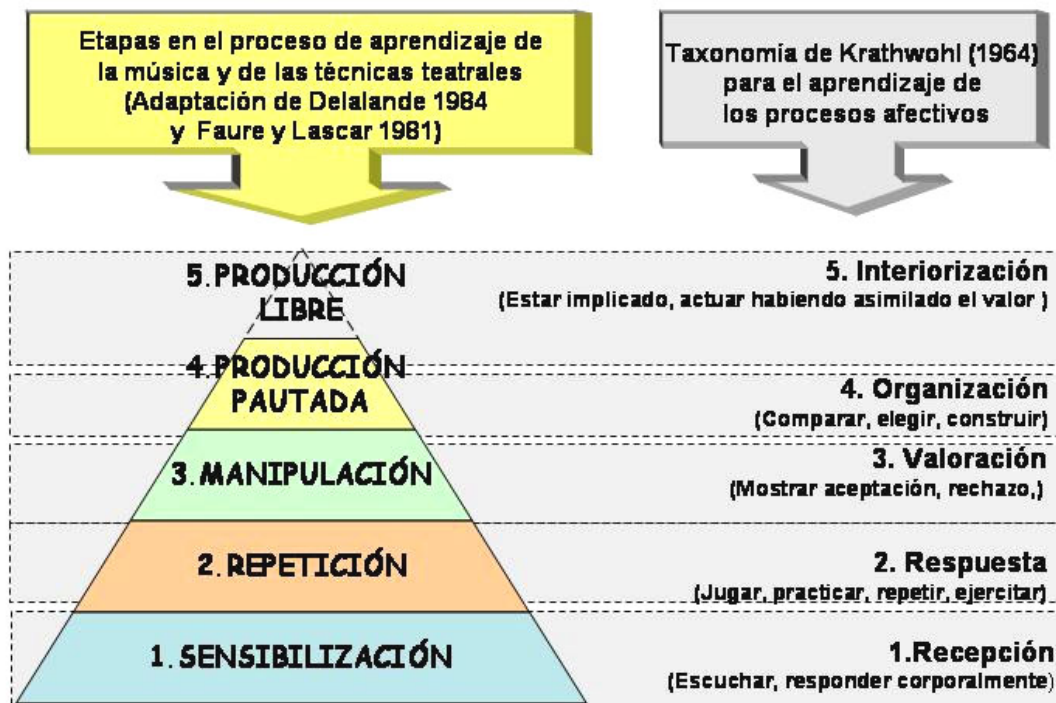 Etapas en el proceso de aprendizaje de
la música y de las técnicas teatrales
(Adaptación de Delalande 1984
y Faure y Lascar 1981)
Taxonomía de Krathwohl (1964)
para el aprendizaje de
los procesos afectivos
5. PRODUCCIÓN
LIBRE
5. Interiorización
(Estar implicado, actuar habiendo asimilado el valor )
4. PRODUCCIÓN
PAUTADA
4. Organización
(Comparar, elegir, construir)
3. MANIPULACIÓN
3. Valoración
(Mostrar aceptación, rechazo,)
2. REPETICIÓN
2. Respuesta
(Jugar, practicar, repetir, ejercitar)
1. SENSIBILIZACIÓN
1.Recepción
(Escuchar, responder corporalmente)